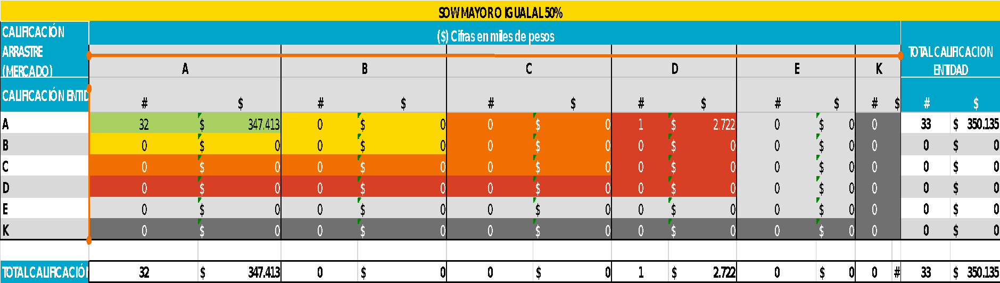 SOW MAYOR O IGUAL AL 50%
CALIFICACIÓN
ARRASTRE
(MERCADO)
($) Cifras en miles de pesos
TOTAL CALIFICACION
ENTIDAD
A B C D E K
CALIFICACIÓN ENTID
# $ # $ # $ # $ # $ # $ # $
A 32 $ 347.413 0 $ 0 0 $ 0 1 $ 2.722 0 $ 0 0 33 $ 350.135
B 0 $ 0 0 $ 0 0 $ 0 0 $ 0 0 $ 0 0 0 $ 0
C 0 $ 0 0 $ 0 0 $ 0 0 $ 0 0 $ 0 0 0 $ 0
D 0 $ 0 0 $ 0 0 $ 0 0 $ 0 0 $ 0 0 0 $ 0
E 0 $ 0 0 $ 0 0 $ 0 0 $ 0 0 $ 0 0 0 $ 0
K 0 $ 0 0 $ 0 0 $ 0 0 $ 0 0 $ 0 0 0 $ 0
TOTAL CALIFICACIÓN 32 $ 347.413 0 $ 0 0 $ 0 1 $ 2.722 0 $ 0 0 # 33 $ 350.135